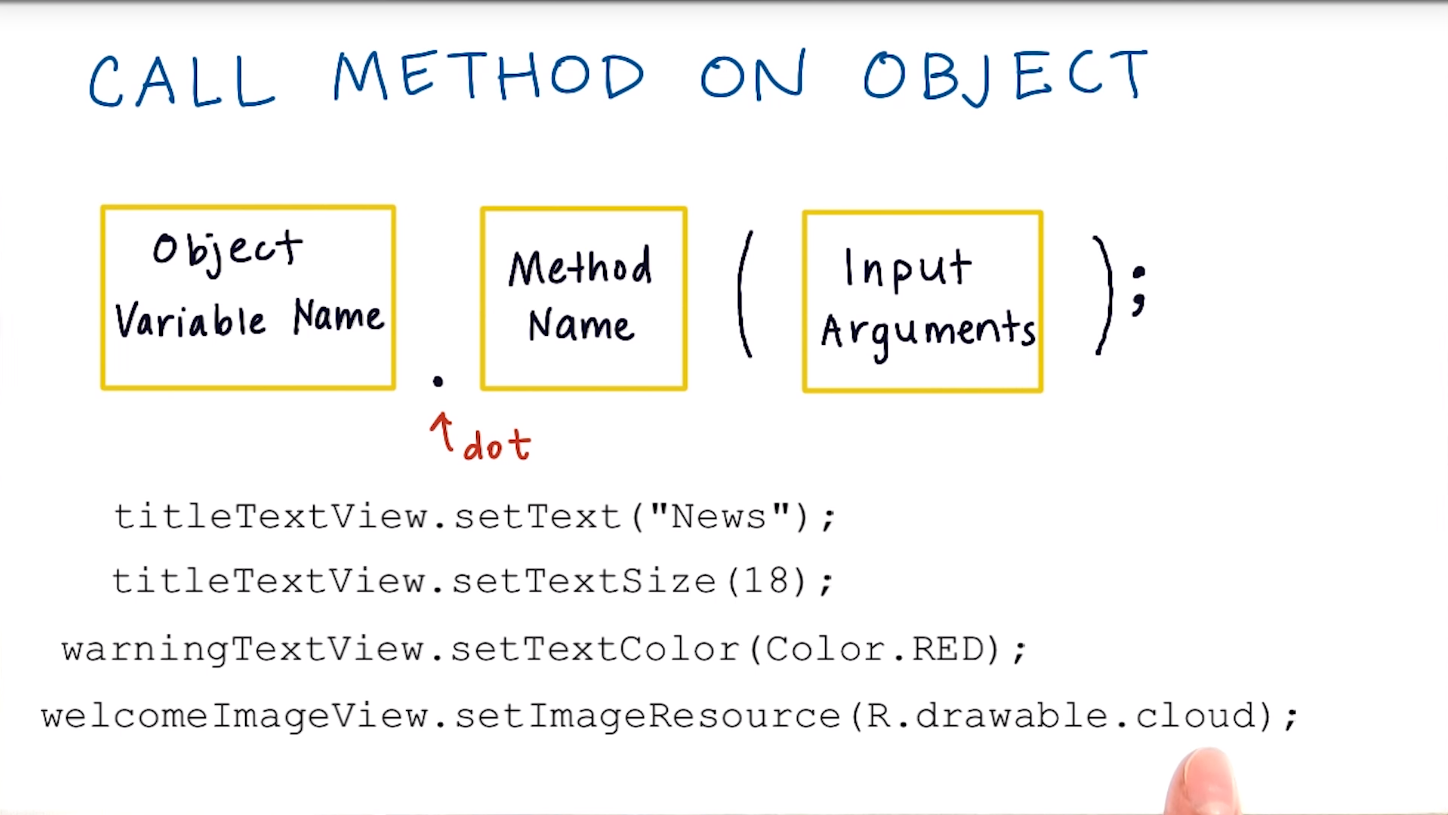 CALL METHOD ON OBJECT
Object
Variable Name
.
Method
Name
(
Input
Arguments
);
↑dot
titleTextView.setText("News");
titleTextView.setTextSize(18);
warningTextView.setTextColor(Color.RED);
welcomeImageView.setImageResource(R.drawable.cloud);